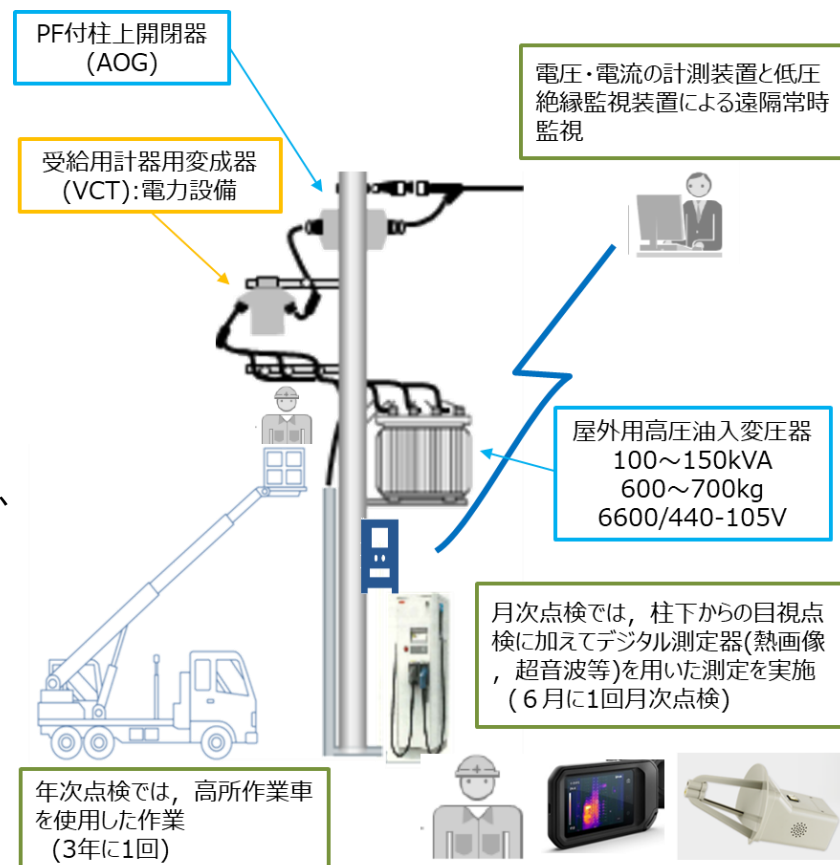 PF付柱上開閉器
(AOG)
電圧・電流の計測装置と低圧
絶縁監視装置による遠隔常時
監視
受給用計器用変成器
(VCT):電力設備
屋外用高圧油入変圧器
100～150kVA
600～700kg
6600/440-105V
、
月次点検では，柱下からの目視点
検に加えてデジタル測定器(熱画像
，超音波等)を用いた測定を実施
(６月に1回月次点検)
年次点検では，高所作業車
を使用した作業
(3年に1回)